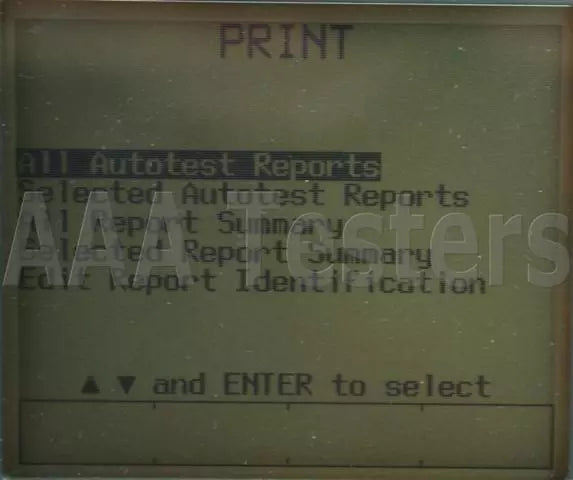 PRINT
All Autotest Reports
Selected Autotest Reports
All Report Summary
Selected Report Summary
Edit Report Identification
▲ ▼ and ENTER to select
AAA Testers